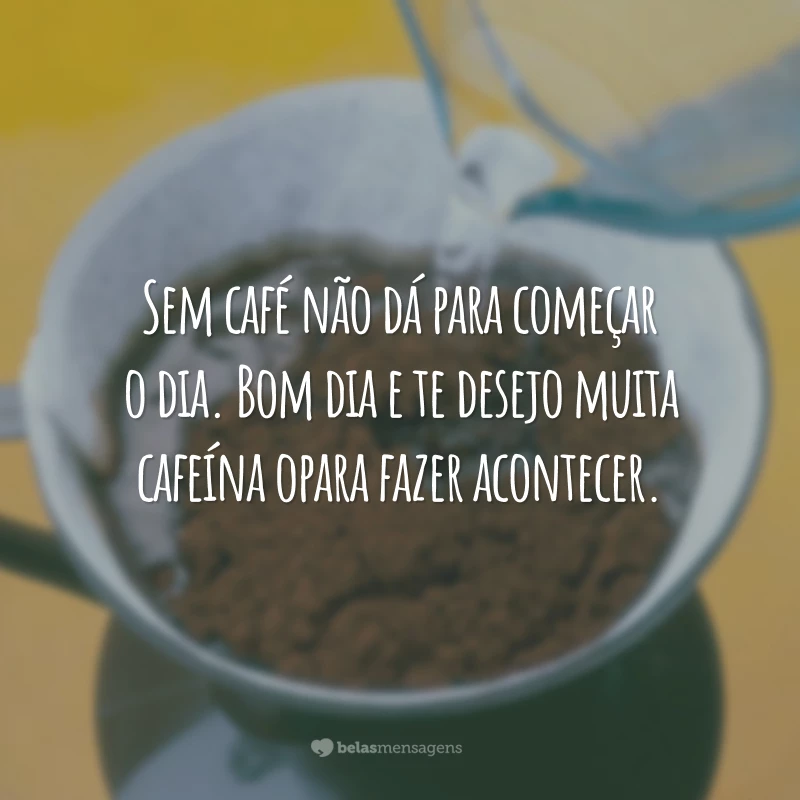 Sem café não dá para começar
o dia. Bom dia e te desejo muita
cafeína opara fazer acontecer.
belasmensagens